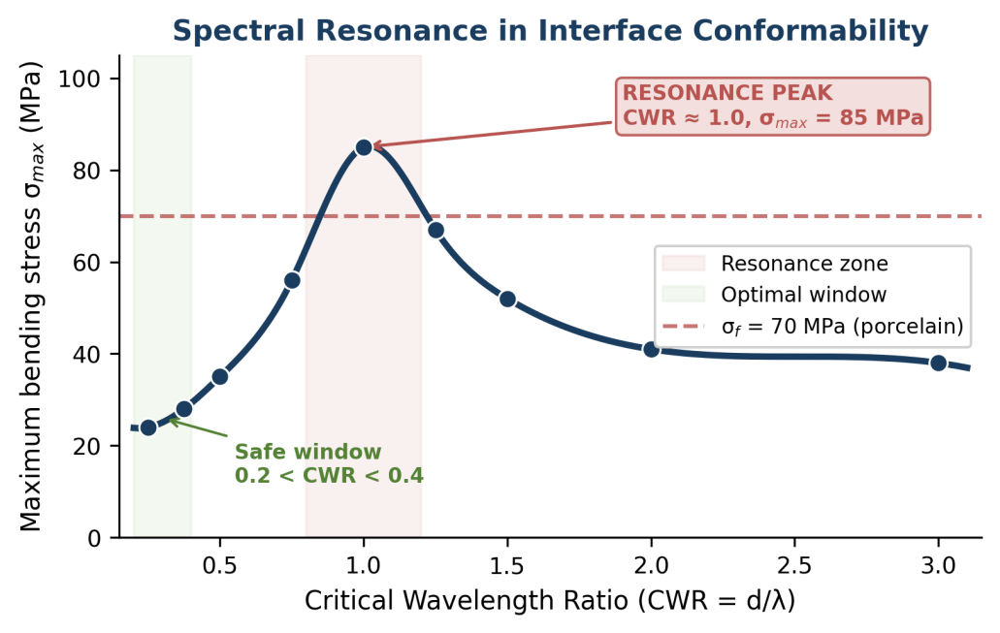 Spectral Resonance in Interface Conformability
Maximum bending stress σmax (MPa)
100
80
60
40
20
0
RESONANCE PEAK
CWR ≈ 1.0, σmax = 85 MPa
Resonance zone
Optimal window
σf = 70 MPa (porcelain)
Safe window
0.2 < CWR < 0.4
0.5
1.0
1.5
2.0
2.5
3.0
Critical Wavelength Ratio (CWR = d/λ)